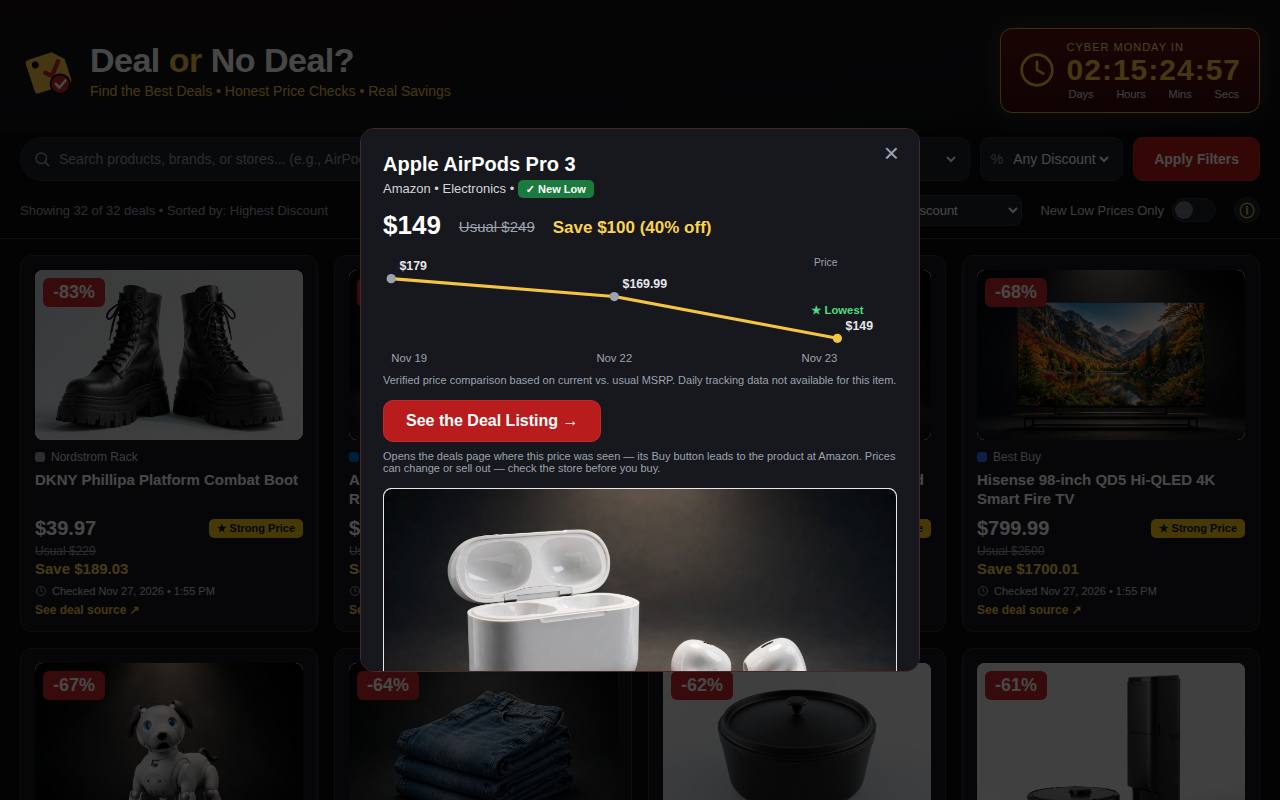 Deal or No Deal?
Find the Best Deals • Honest Price Checks • Real Savings
CYBER MONDAY IN
02:15:24:57
Days Hours Mins Secs
Search products, brands, or stores... (e.g., AirPo
% Any Discount
Apply Filters
Showing 32 of 32 deals • Sorted by: Highest Discount
scount
New Low Prices Only
Apple AirPods Pro 3
✕
Amazon • Electronics • ✓ New Low
$149 Usual $249 Save $100 (40% off)
Price
$179
$169.99
★ Lowest
$149
Nov 19 Nov 22 Nov 23
Verified price comparison based on current vs. usual MSRP. Daily tracking data not available for this item.
See the Deal Listing →
Opens the deals page where this price was seen — its Buy button leads to the product at Amazon. Prices
can change or sell out — check the store before you buy.
-83%
Nordstrom Rack
DKNY Phillipa Platform Combat Boot
$39.97 ★ Strong Price
Usual $229
Save $189.03
Checked Nov 27, 2026 • 1:55 PM
See deal source ↗
-68%
Best Buy
Hisense 98-inch QD5 Hi-QLED 4K
Smart Fire TV
$799.99 ★ Strong Price
Usual $2500
Save $1700.01
Checked Nov 27, 2026 • 1:55 PM
See deal source ↗
-67%
-64%
-62%
-61%